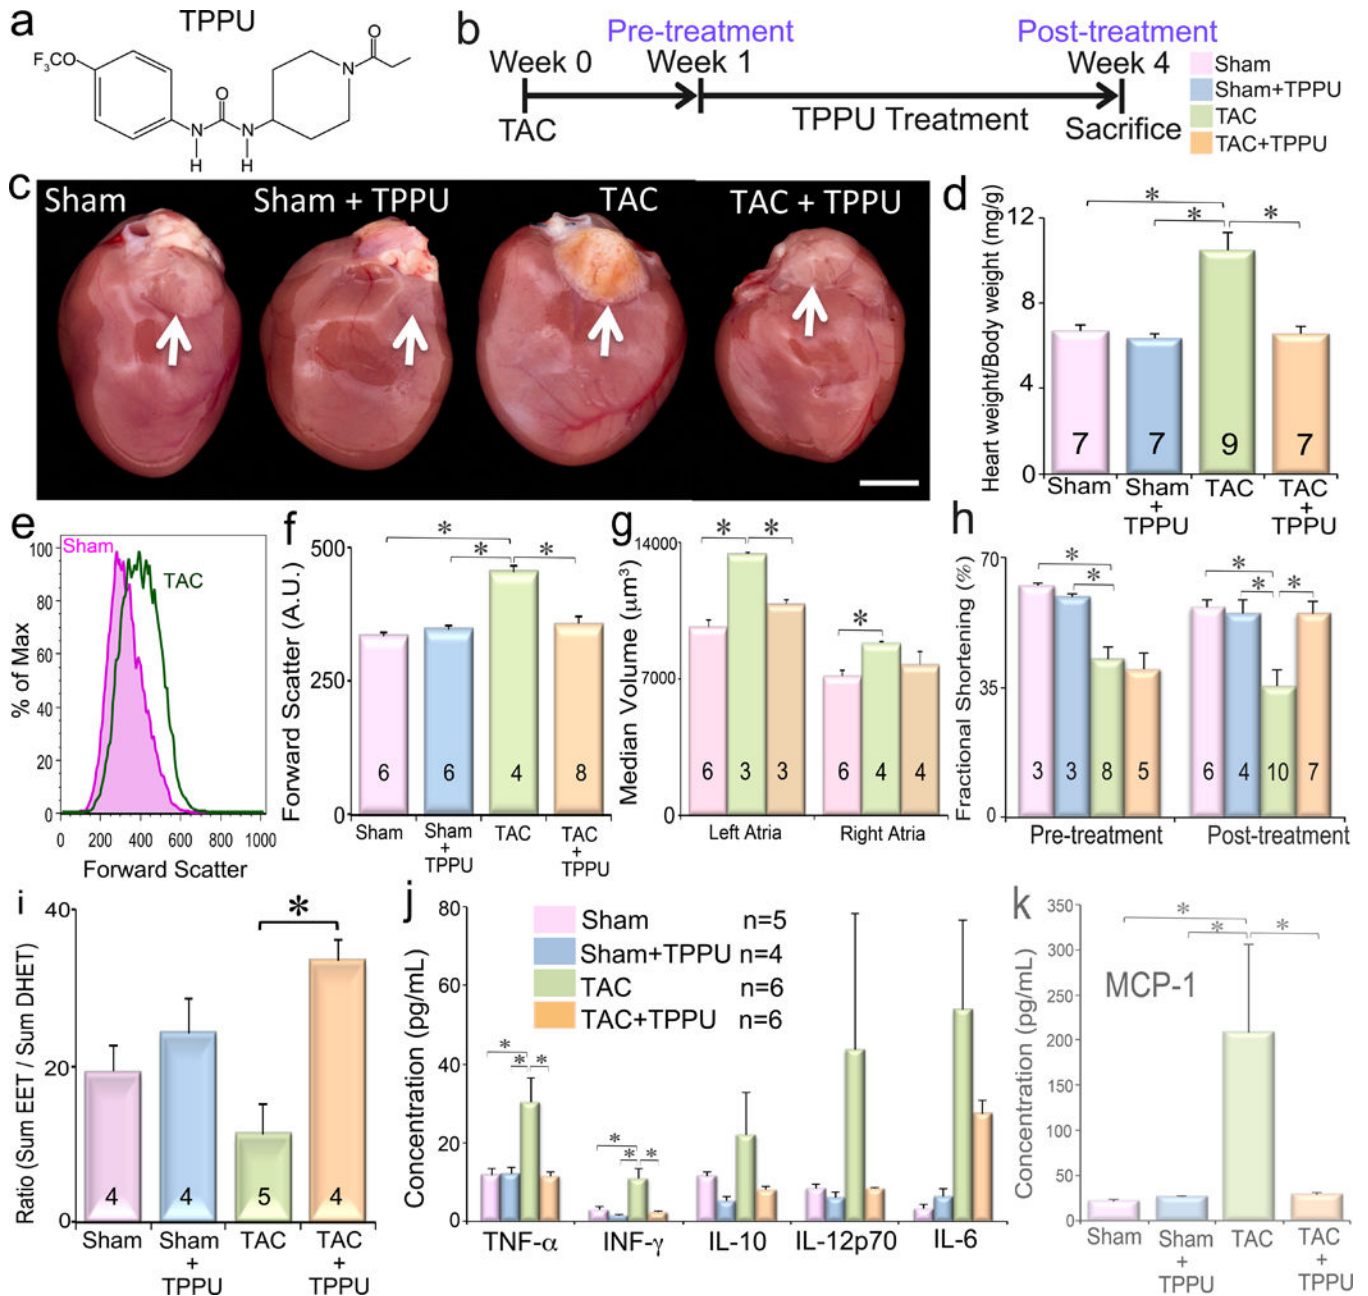 a
TPPU
F₃CO
O
N
H
N
H
N
O
b
Pre-treatment
Post-treatment
Week 0
Week 1
Week 4
TAC
TPPU Treatment
Sacrifice
Sham
Sham+TPPU
TAC
TAC+TPPU
c
Sham
Sham + TPPU
TAC
TAC + TPPU
d
Heart weight/Body weight (mg/g)
12
8
4
0
* * *
7 7 9 7
Sham
Sham + TPPU
TAC
TAC + TPPU
e
% of Max
100
80
60
40
20
0
Sham
TAC
0 200 400 600 800 1000
Forward Scatter
f
Forward Scatter (A.U.)
500
250
0
* * *
6 6 4 8
Sham
Sham + TPPU
TAC
TAC + TPPU
g
Median Volume (μm³)
14000
7000
0
* * *
6 3 3 6 4 4
Left Atria
Right Atria
h
Fractional Shortening (%)
70
35
0
* * * * *
3 3 8 5 6 4 10 7
Pre-treatment
Post-treatment
i
Ratio (Sum EET / Sum DHET)
40
20
0
*
4 4 5 4
Sham
Sham + TPPU
TAC
TAC + TPPU
j
Concentration (pg/mL)
80
60
40
20
0
Sham n=5
Sham+TPPU n=4
TAC n=6
TAC+TPPU n=6
* * * * * *
TNF-α
INF-γ
IL-10
IL-12p70
IL-6
k
MCP-1
Concentration (pg/mL)
350
300
250
200
150
100
50
0
* * *
Sham
Sham + TPPU
TAC
TAC + TPPU